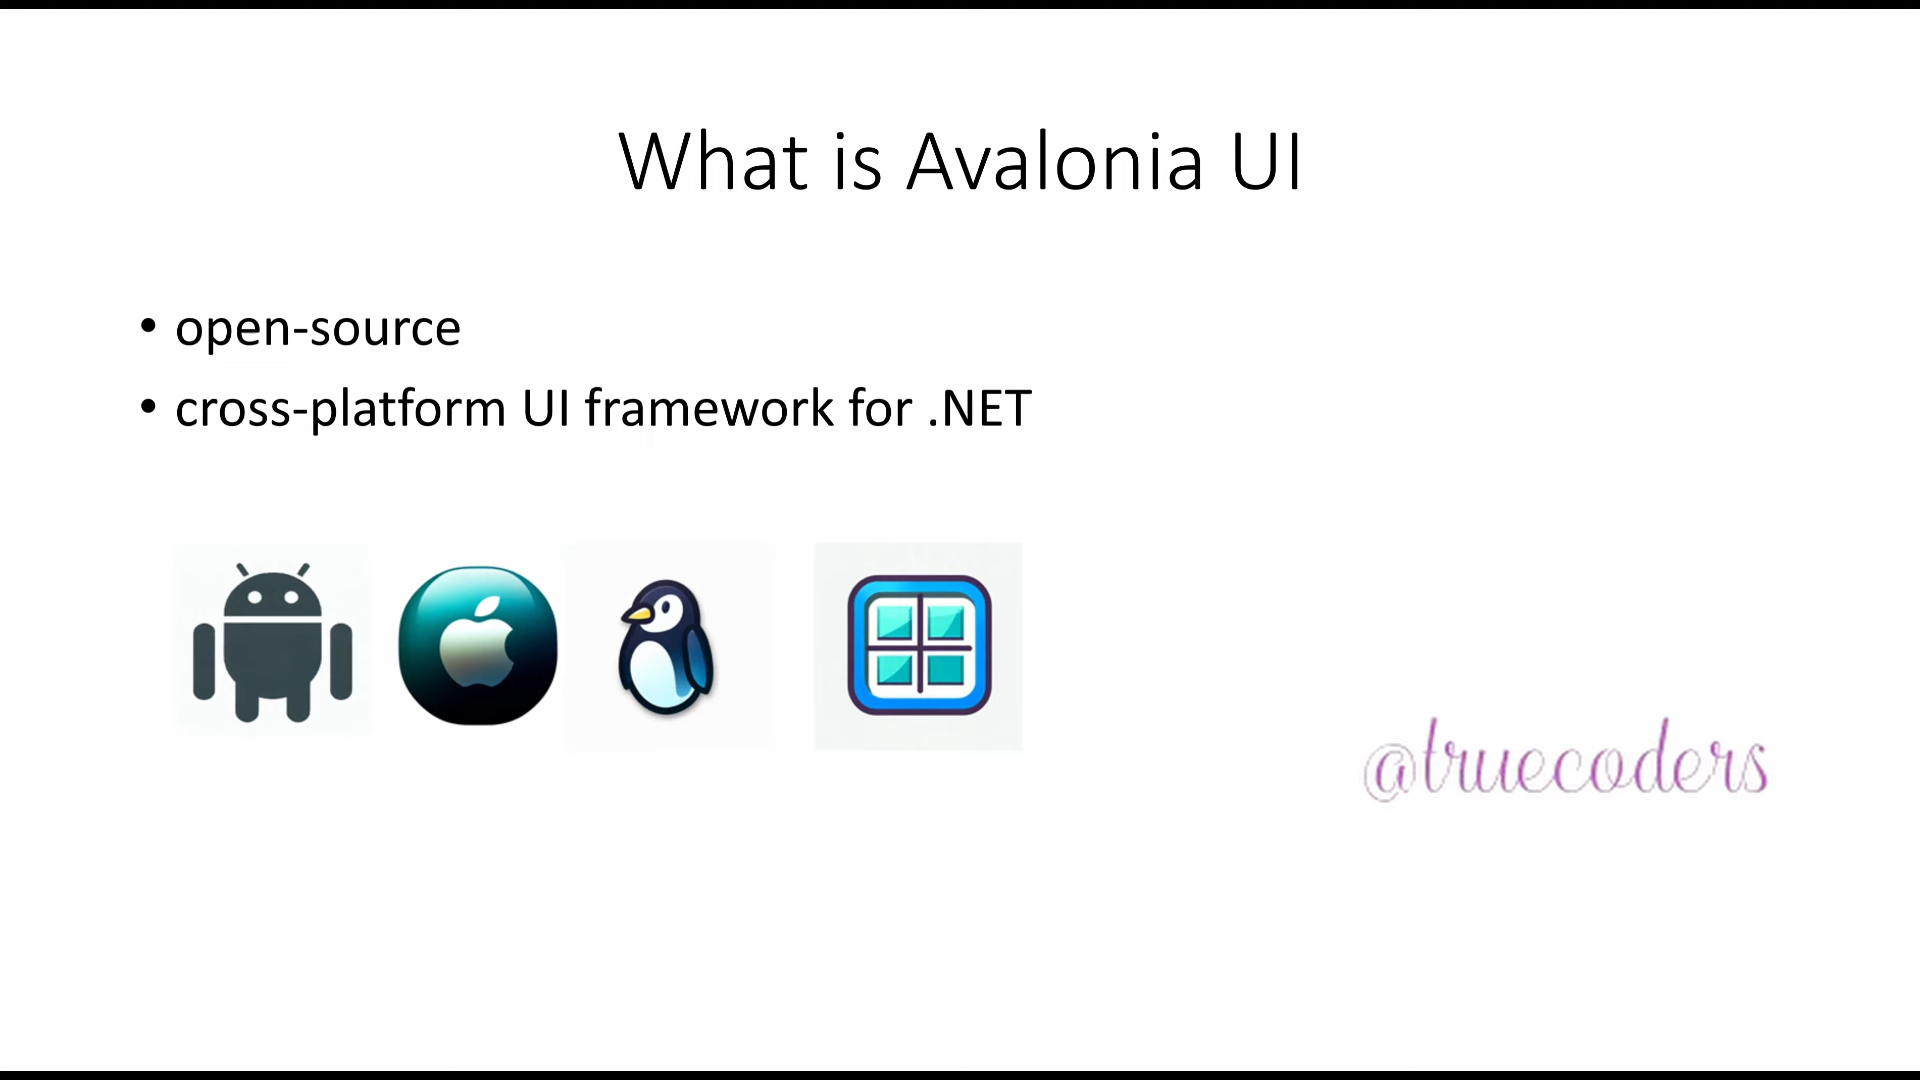 What is Avalonia UI
• open-source
• cross-platform UI framework for .NET
@truecoders